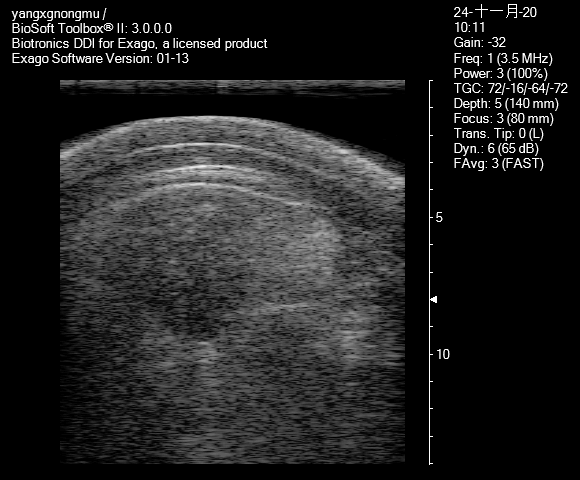 yangxgnongmu /
BioSoft Toolbox® II: 3.0.0.0
Biotronics DDI for Exago, a licensed product
Exago Software Version: 01-13
24-十一月-20
10:11
Gain: -32
Freq: 1 (3.5 MHz)
Power: 3 (100%)
TGC: 72/-16/-64/-72
Depth: 5 (140 mm)
Focus: 3 (80 mm)
Trans. Tip: 0 (L)
Dyn.: 6 (65 dB)
FAvg: 3 (FAST)
5
10